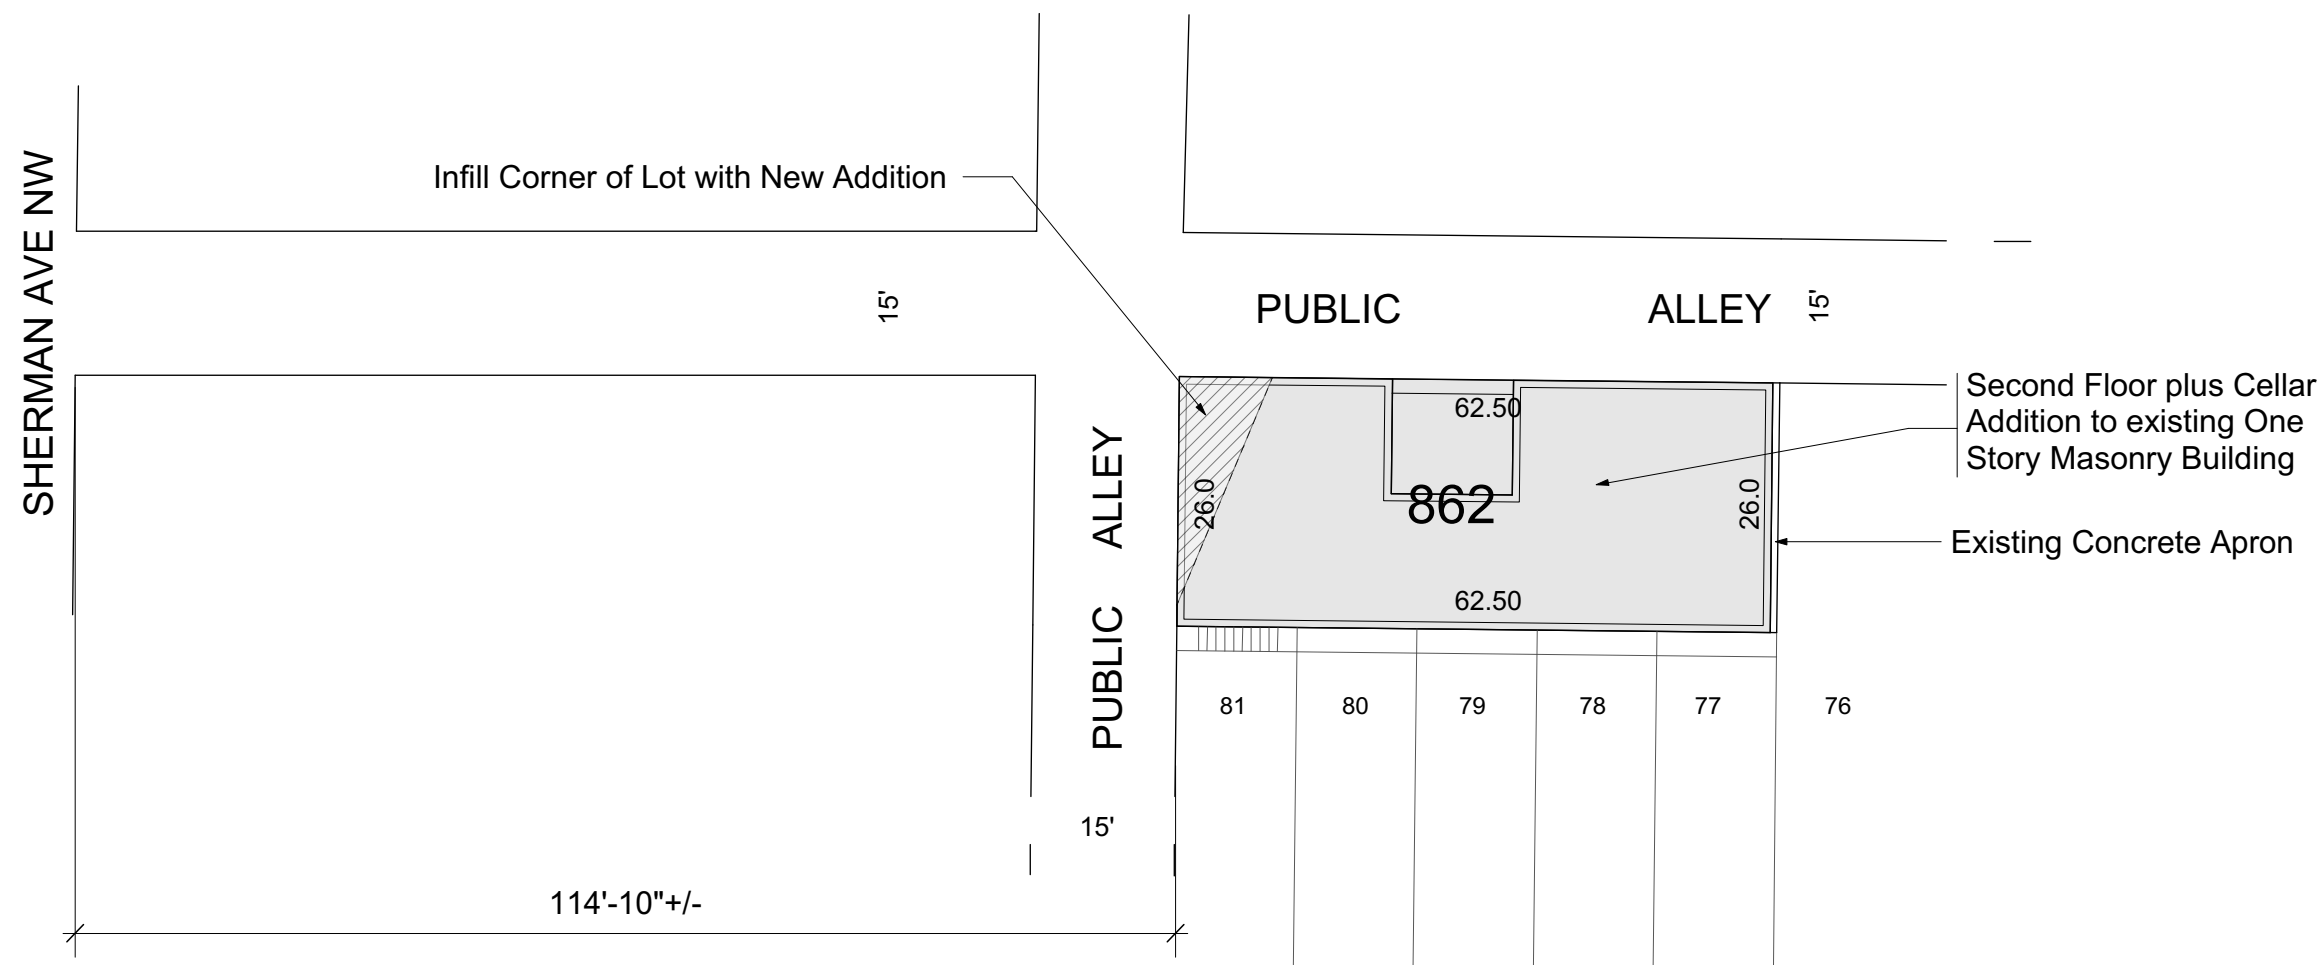 SHERMAN AVE NW
Infill Corner of Lot with New Addition
15'
PUBLIC ALLEY
15'
Second Floor plus Cellar
Addition to existing One
Story Masonry Building
62.50
26.0
862
26.0
Existing Concrete Apron
62.50
PUBLIC ALLEY
81 80 79 78 77 76
15'
114'-10"+/-